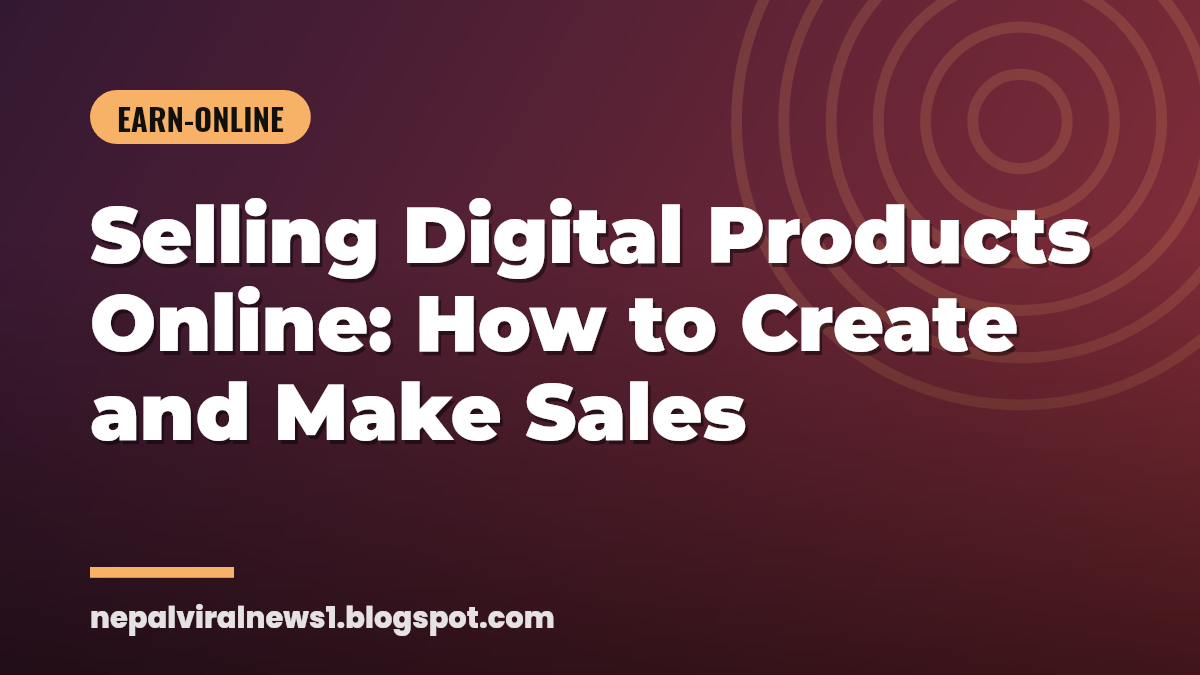 EARN-ONLINE
Selling Digital Products
Online: How to Create
and Make Sales
nepalviralnews1.blogspot.com